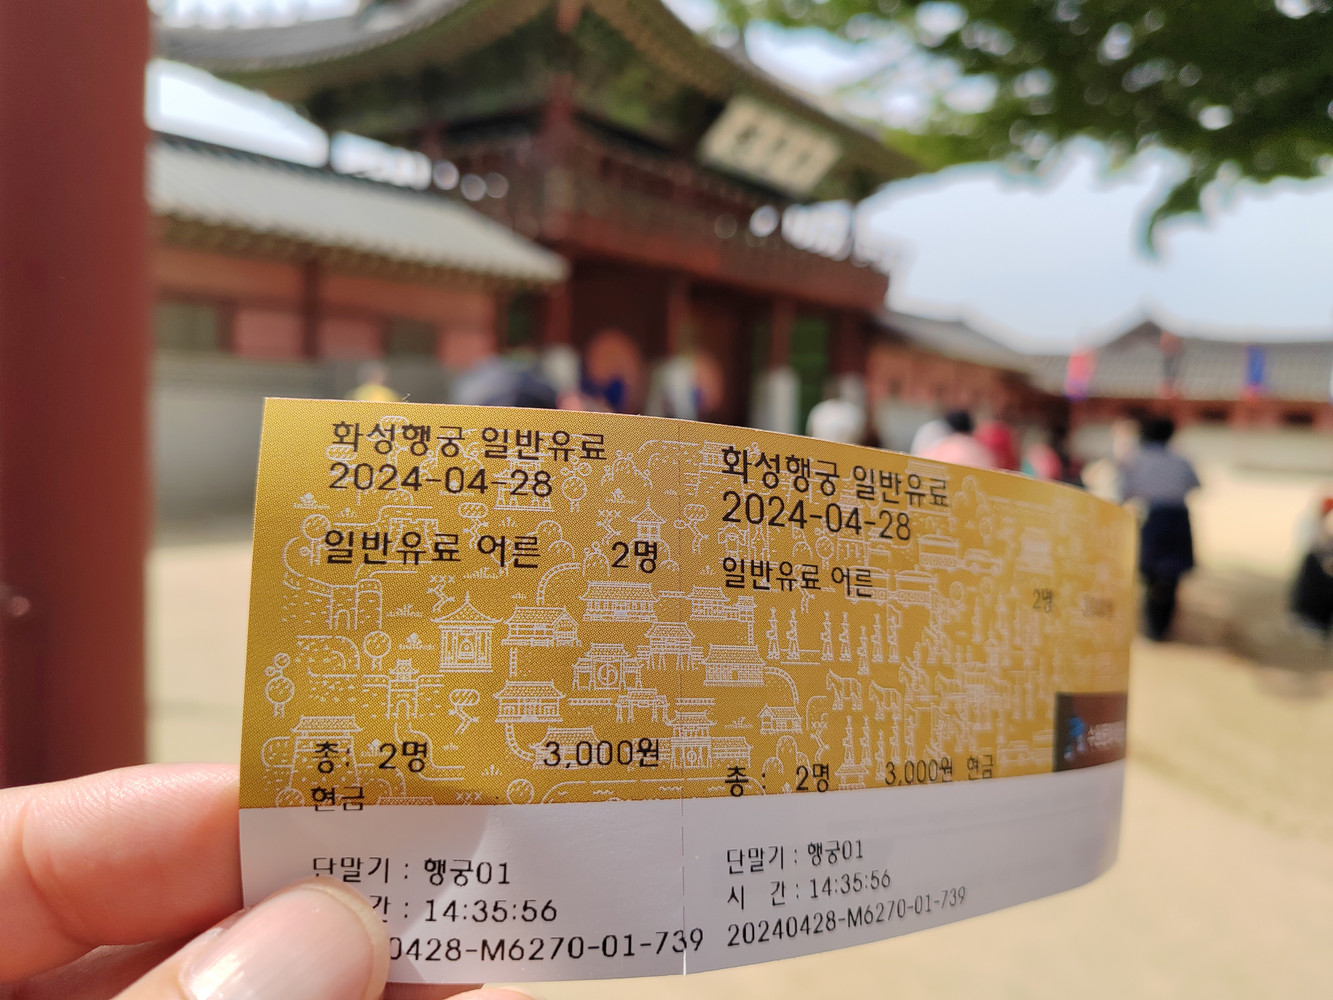 화성행궁 일반유료
2024-04-28
일반유료 어른 2명
총: 2명 3,000원
현금
단말기 : 행궁01
간 : 14:35:56
0428-M6270-01-739
화성행궁 일반유료
2024-04-28
일반유료 어른 2명
총 : 2명 3,000원 현금
단말기 : 행궁01
시 간 : 14:35:56
20240428-M6270-01-739